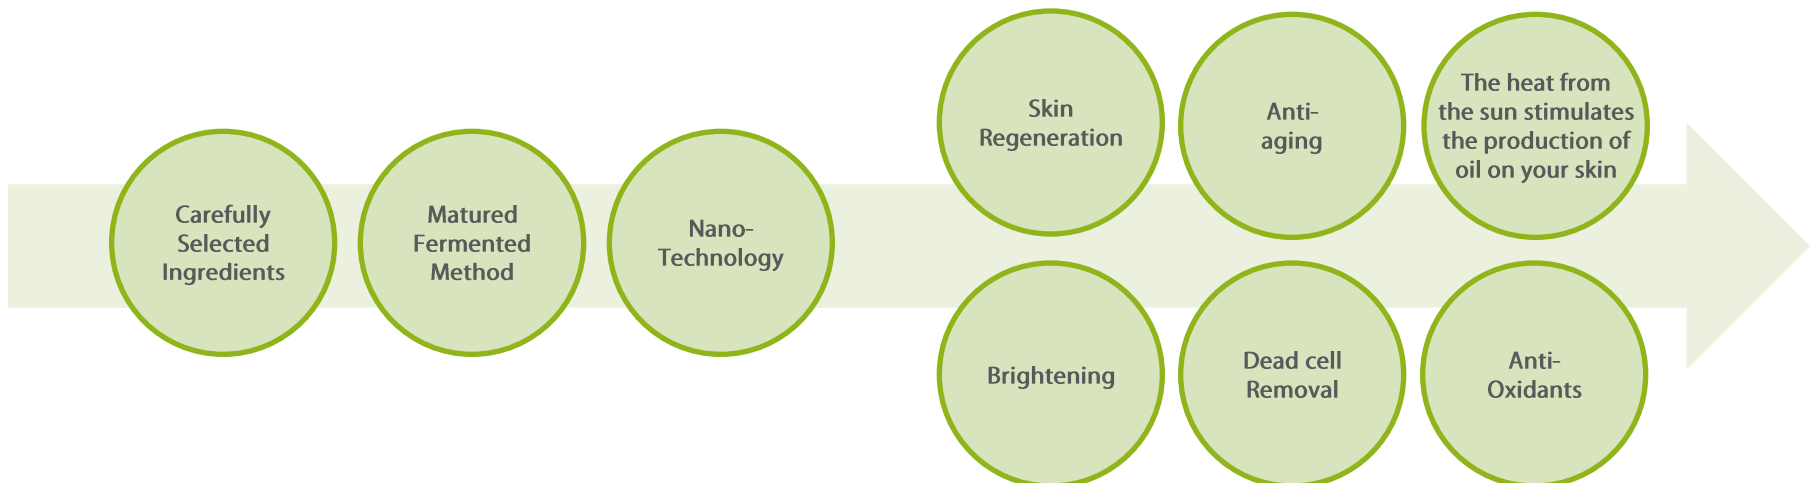 Carefully
Selected
Ingredients
Matured
Fermented
Method
Nano-
Technology
Skin
Regeneration
Anti-
aging
The heat from
the sun stimulates
the production of
oil on your skin
Brightening
Dead cell
Removal
Anti-
Oxidants